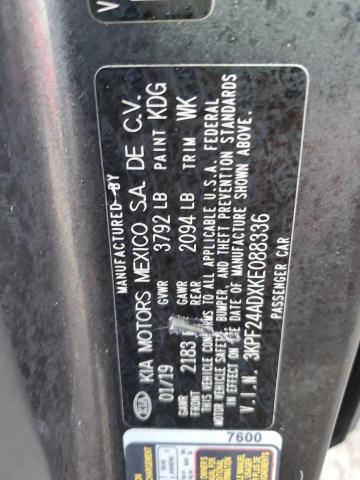 MANUFACTURED BY
KIA MOTORS MEXICO S.A. DE C.V.
01/19 GVWR 3792 LB PAINT KDG
GAWR FRONT 2183 GAWR REAR 2094 LB TRIM WK
THIS VEHICLE CONFORMS TO ALL APPLICABLE U.S.A. FEDERAL
MOTOR VEHICLE SAFETY, BUMPER, AND THEFT PREVENTION STANDARDS
IN EFFECT ON THE DATE OF MANUFACTURE SHOWN ABOVE.
V.I.N. 3KPF24ADXKE088336
PASSENGER CAR
KIA
7600
V